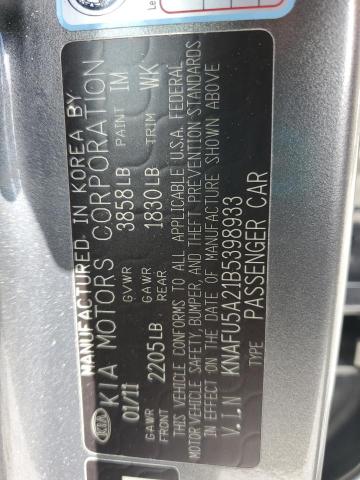 MANUFACTURED IN KOREA BY
KIA KIA MOTORS CORPORATION
01/11 GVWR 3858LB PAINT IM
GAWR FRONT 2205LB GAWR REAR 1830LB TRIM WK
THIS VEHICLE CONFORMS TO ALL APPLICABLE U.S.A. FEDERAL
MOTOR VEHICLE SAFETY, BUMPER, AND THEFT PREVENTION STANDARDS
IN EFFECT ON THE DATE OF MANUFACTURE SHOWN ABOVE
V.I.N KNAFU5A21B5398933
TYPE PASSENGER CAR